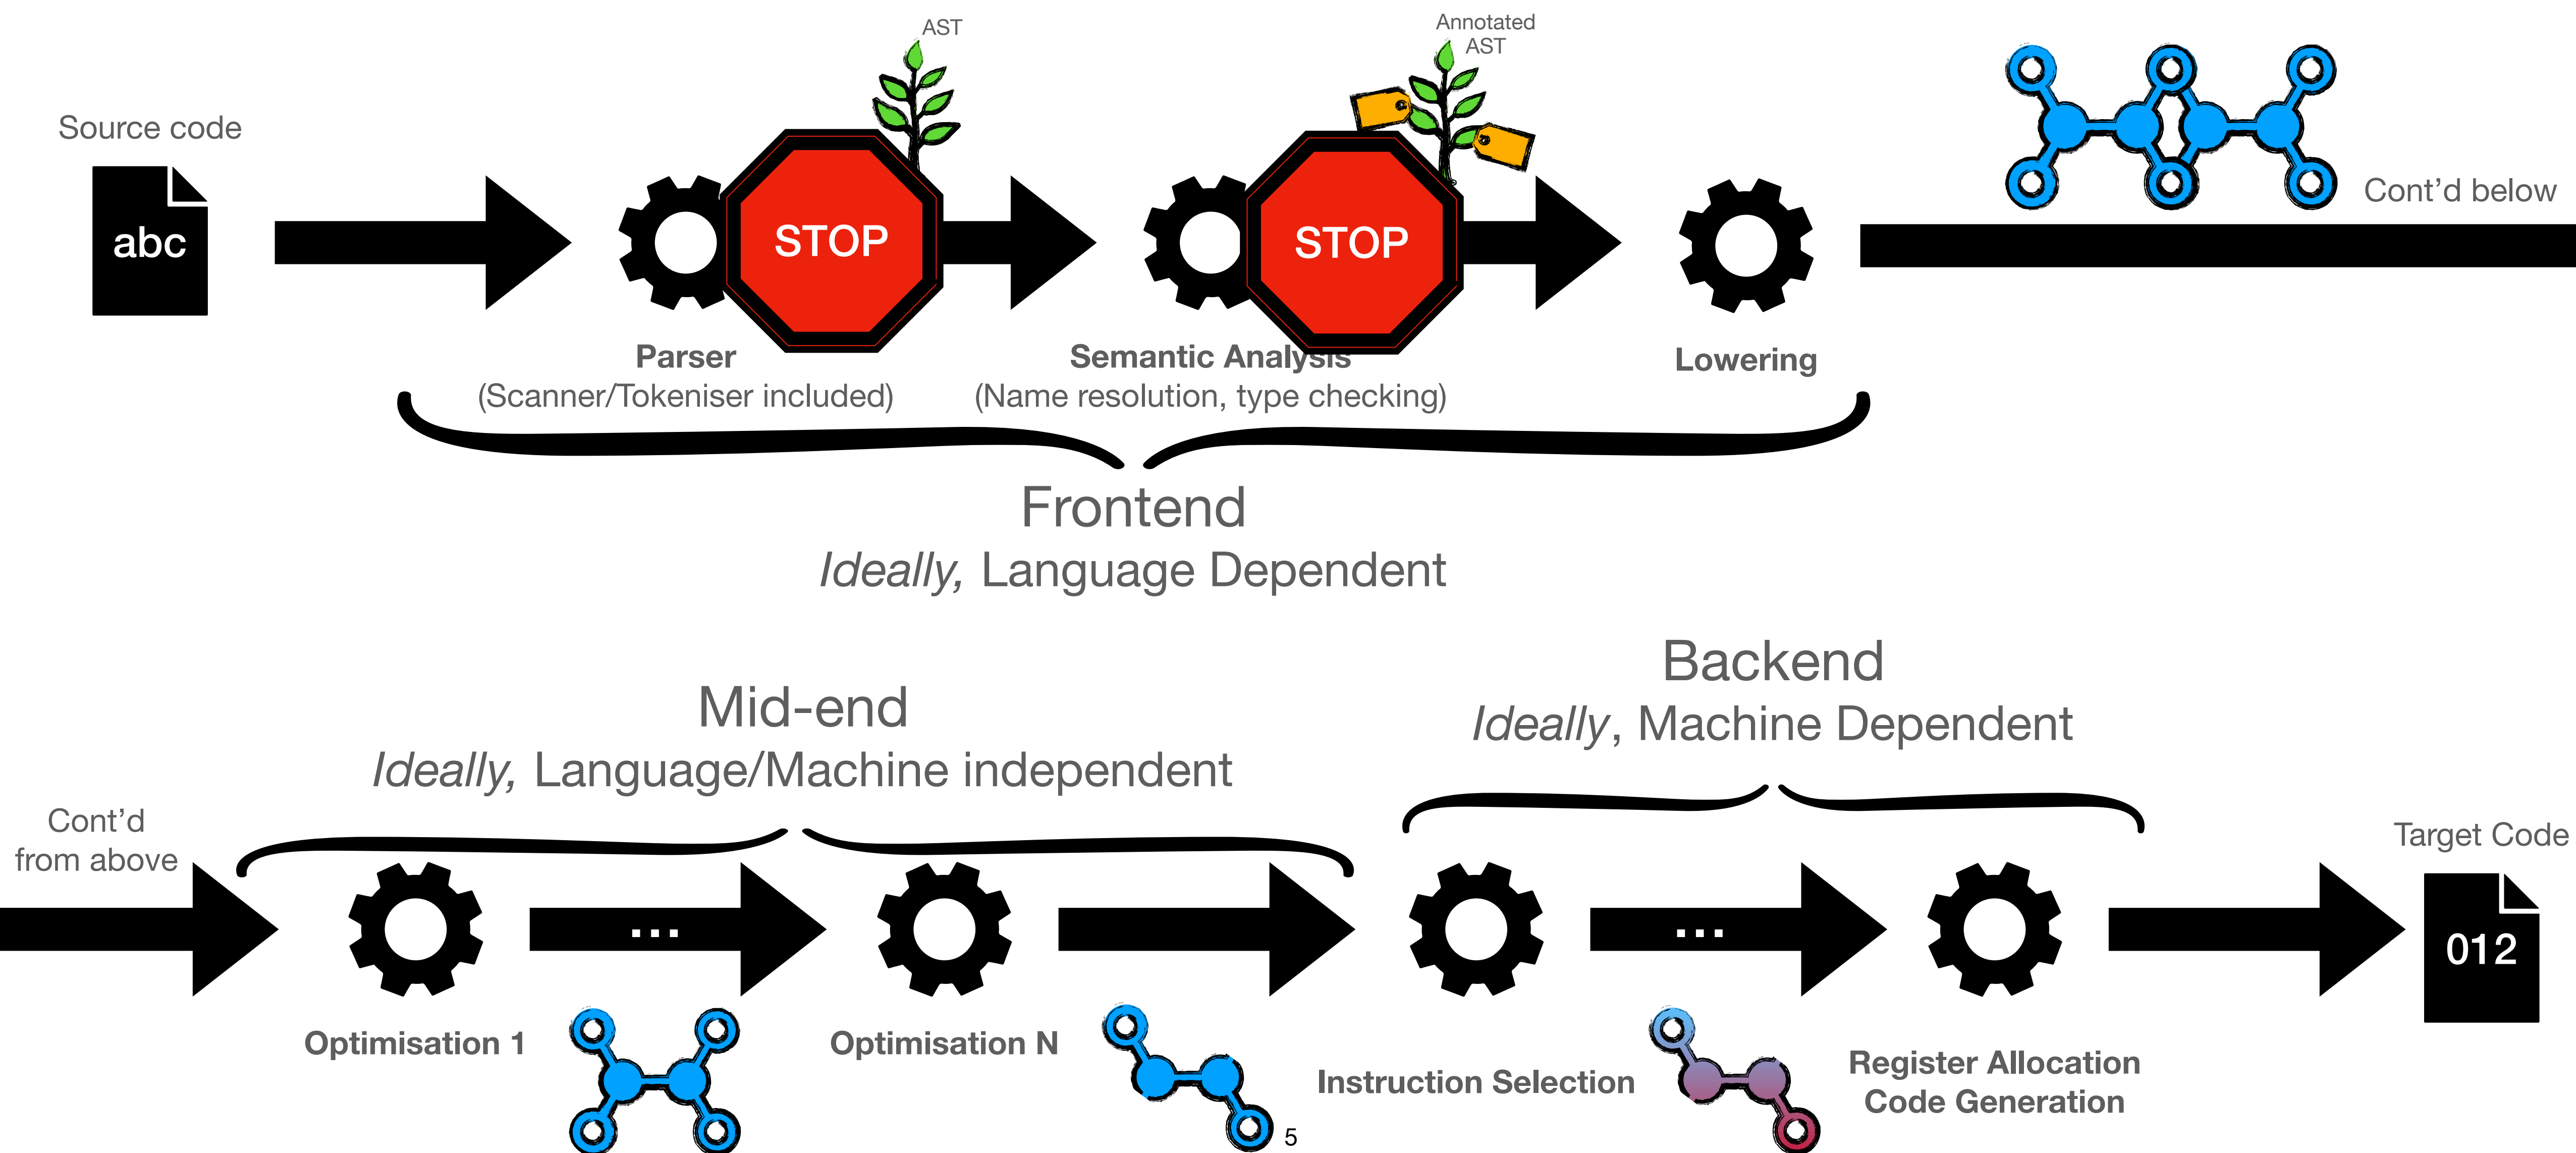 AST
Annotated
AST
Source code
abc
STOP
STOP
Cont'd below
Parser
(Scanner/Tokeniser included)
Semantic Analysis
(Name resolution, type checking)
Lowering
Frontend
Ideally, Language Dependent
Mid-end
Ideally, Language/Machine independent
Backend
Ideally, Machine Dependent
Cont'd
from above
...
...
Target Code
012
Optimisation 1
Optimisation N
Instruction Selection
Register Allocation
Code Generation
5